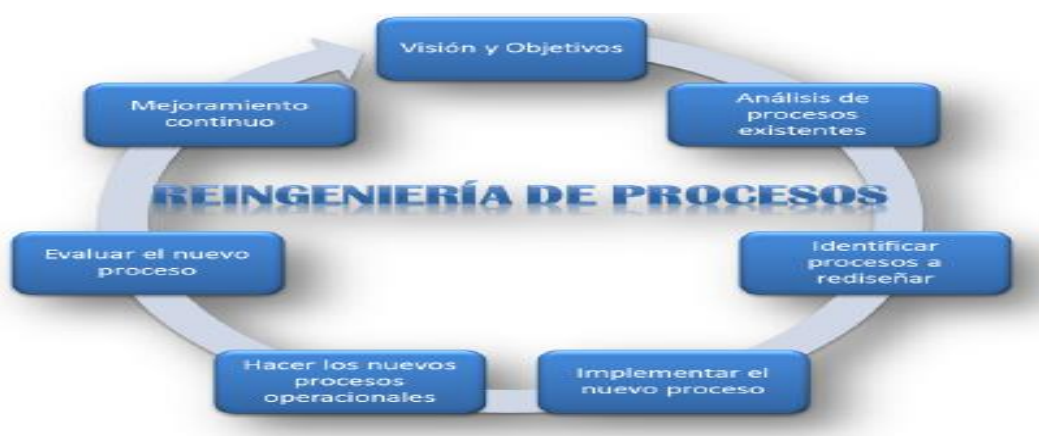 Visión y Objetivos
Análisis de
procesos
existentes
Identificar
procesos a
rediseñar
Implementar el
nuevo proceso
Hacer los nuevos
procesos
operacionales
Evaluar el nuevo
proceso
Mejoramiento
continuo
REINGENIERÍA DE PROCESOS